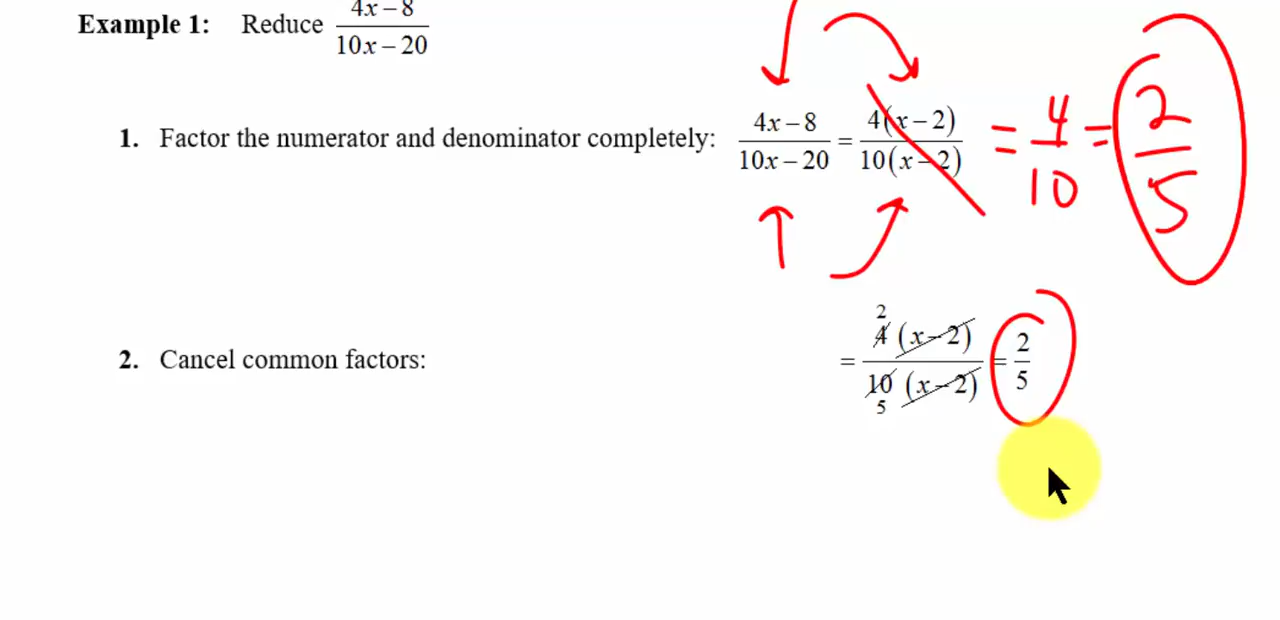 Example 1: Reduce 4x – 8 / 10x – 20
1. Factor the numerator and denominator completely: 4x – 8 / 10x – 20 = 4(x – 2) / 10(x – 2) = 4 / 10 = 2 / 5
2. Cancel common factors: = 2 4 (x – 2) / 10 5 (x – 2) = 2 / 5